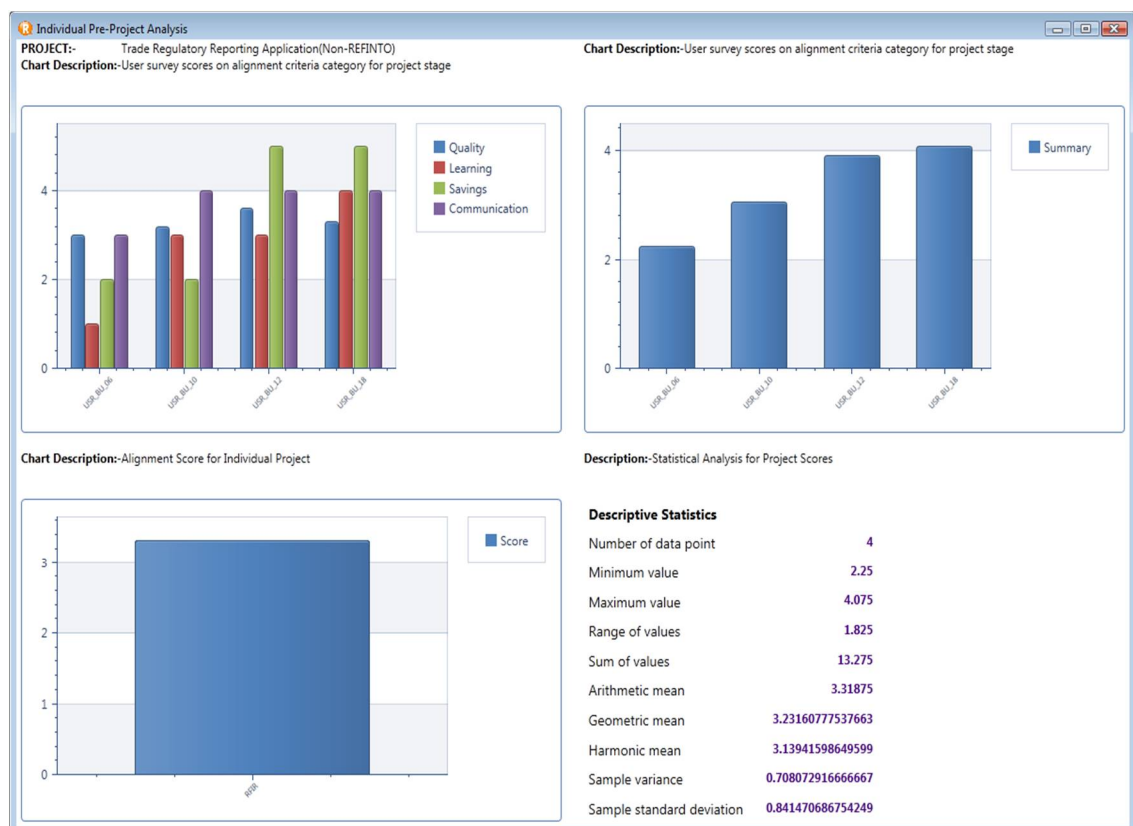 Individual Pre-Project Analysis
PROJECT:- Trade Regulatory Reporting Application(Non-REFINTO)
Chart Description:-User survey scores on alignment criteria category for project stage
Chart Description:-User survey scores on alignment criteria category for project stage
Quality
Learning
Savings
Communication
4
2
0
USR_BU_06
USR_BU_10
USR_BU_12
USR_BU_18
Summary
4
2
0
USR_BU_06
USR_BU_10
USR_BU_12
USR_BU_18
Chart Description:-Alignment Score for Individual Project
Score
3
2
1
0
Description:-Statistical Analysis for Project Scores
Descriptive Statistics
Number of data point 4
Minimum value 2.25
Maximum value 4.075
Range of values 1.825
Sum of values 13.275
Arithmetic mean 3.31875
Geometric mean 3.23160777537663
Harmonic mean 3.13941598649599
Sample variance 0.708072916666667
Sample standard deviation 0.841470686754249